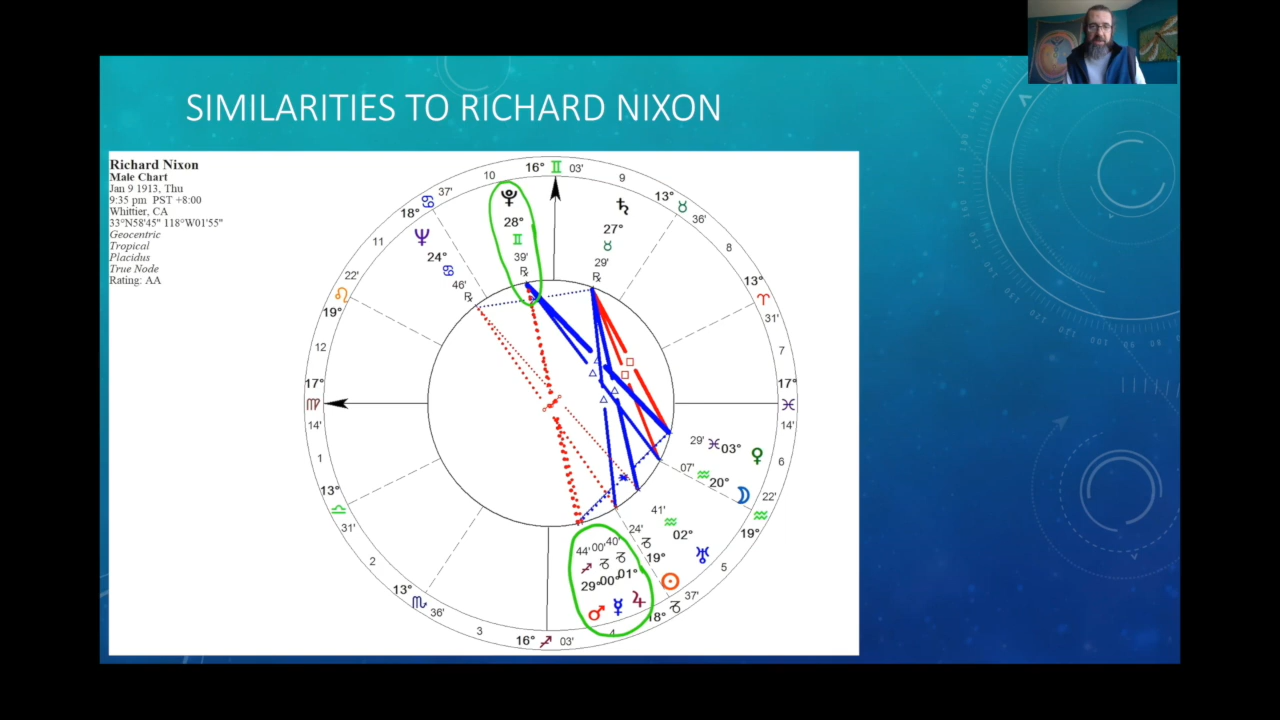 SIMILARITIES TO RICHARD NIXON
Richard Nixon
Male Chart
Jan 9 1913, Thu
9:35 pm PST +8:00
Whittier, CA
33°N58'45" 118°W01'55"
Geocentric
Tropical
Placidus
True Node
Rating: AA
16° ♊ 03'
10
9
37' ♋ 18°
13° ♉ 36'
♇ 28° ♊ 39' ℞
♄ 27° ♉ 29' ℞
♆ 24° ♋ 46' ℞
11
8
22' ♌ 19°
13° ♈ 31'
12
7
17° ♍ 14'
17° ♓ 14'
1
6
29' ♓ 03° ♀
07' ♒ 20° ☽
22' ♒ 19°
13° ♎ 31'
41' ♒ 02° ♅
24' ♑ 19° ☉
2
5
44' ♐ 29° ♂
00' ♑ 00° ☿
40' ♑ 01° ♃
13° ♏ 36'
37' ♑ 18°
3
4
16° ♐ 03'